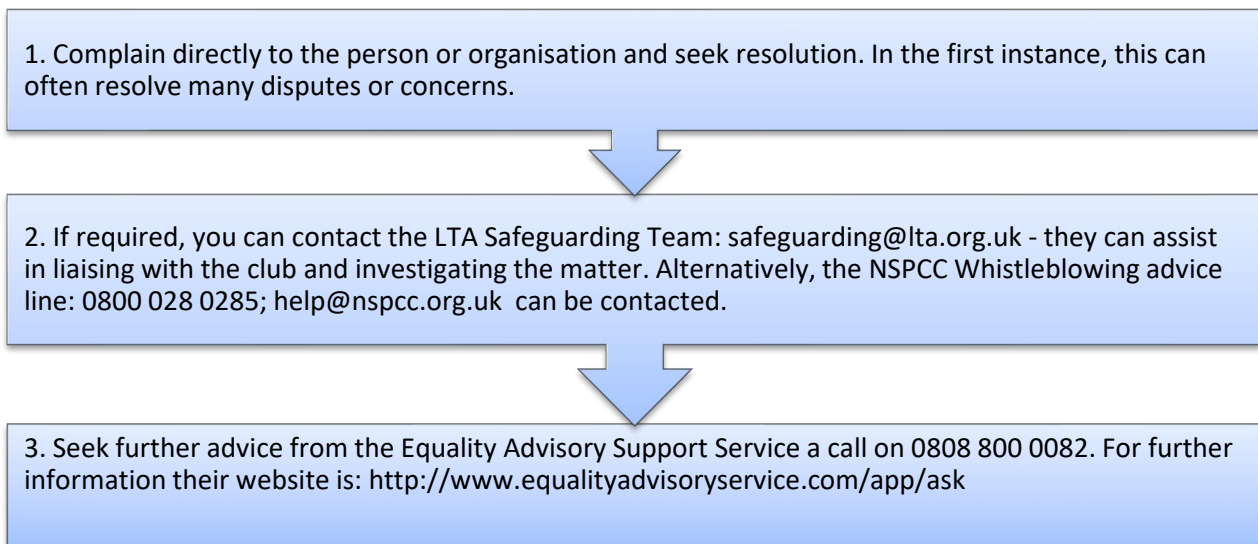 1. Complain directly to the person or organisation and seek resolution. In the first instance, this can
often resolve many disputes or concerns.
2. If required, you can contact the LTA Safeguarding Team: safeguarding@lta.org.uk - they can assist
in liaising with the club and investigating the matter. Alternatively, the NSPCC Whistleblowing advice
line: 0800 028 0285; help@nspcc.org.uk  can be contacted.
3. Seek further advice from the Equality Advisory Support Service a call on 0808 800 0082. For further
information their website is: http://www.equalityadvisoryservice.com/app/ask